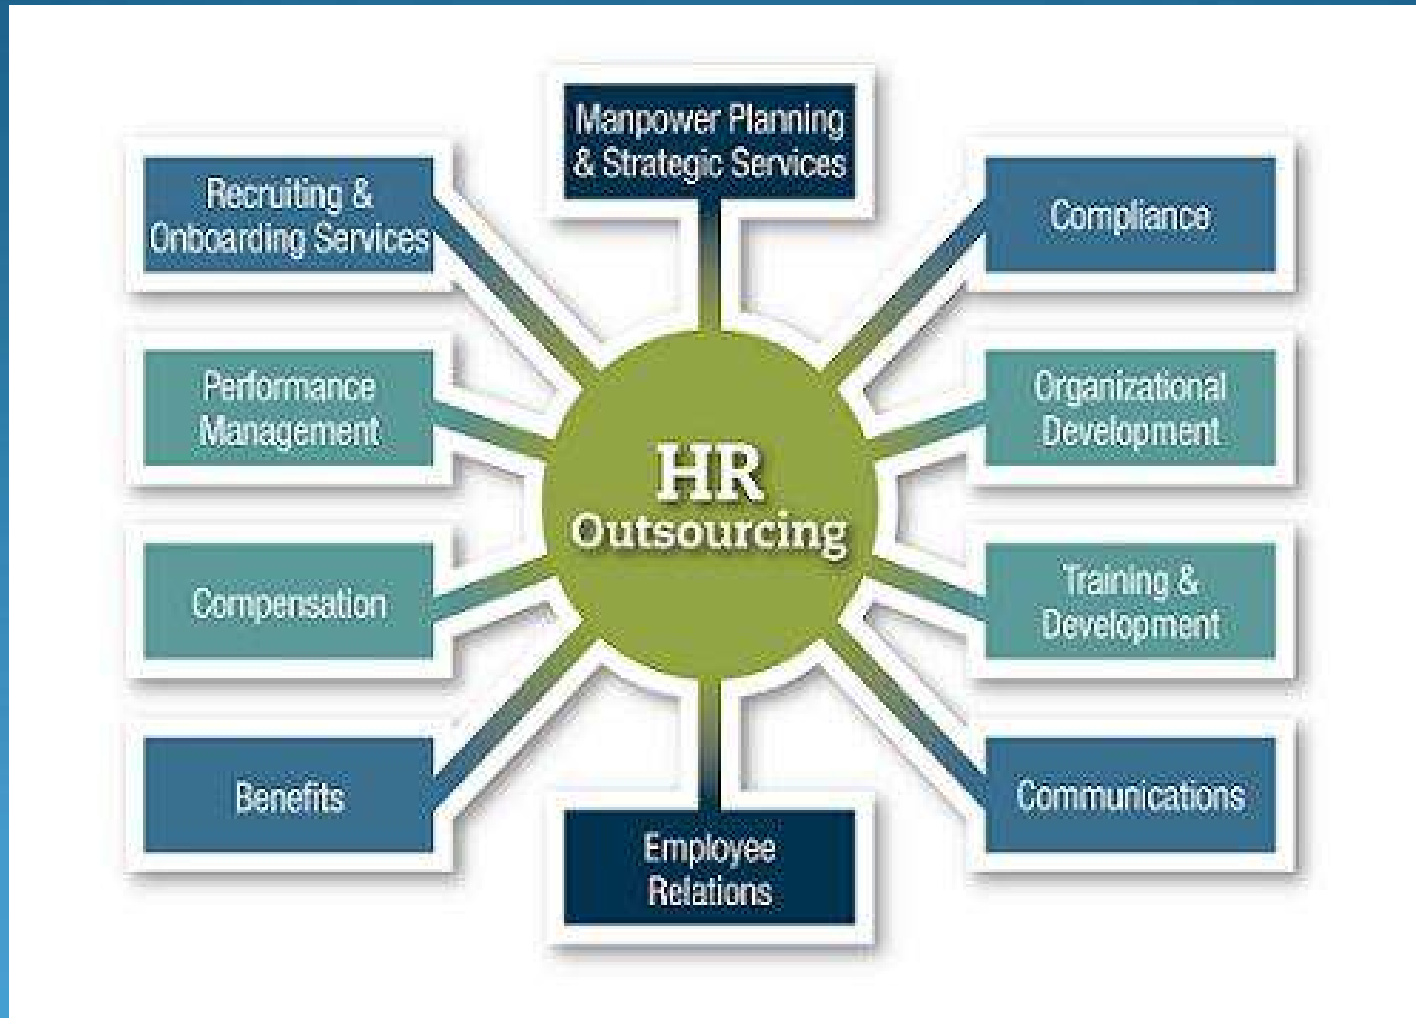 Manpower Planning
& Strategic Services
Recruiting &
Onboarding Services
Compliance
Performance
Management
Organizational
Development
HR
Outsourcing
Compensation
Training &
Development
Benefits
Communications
Employee
Relations